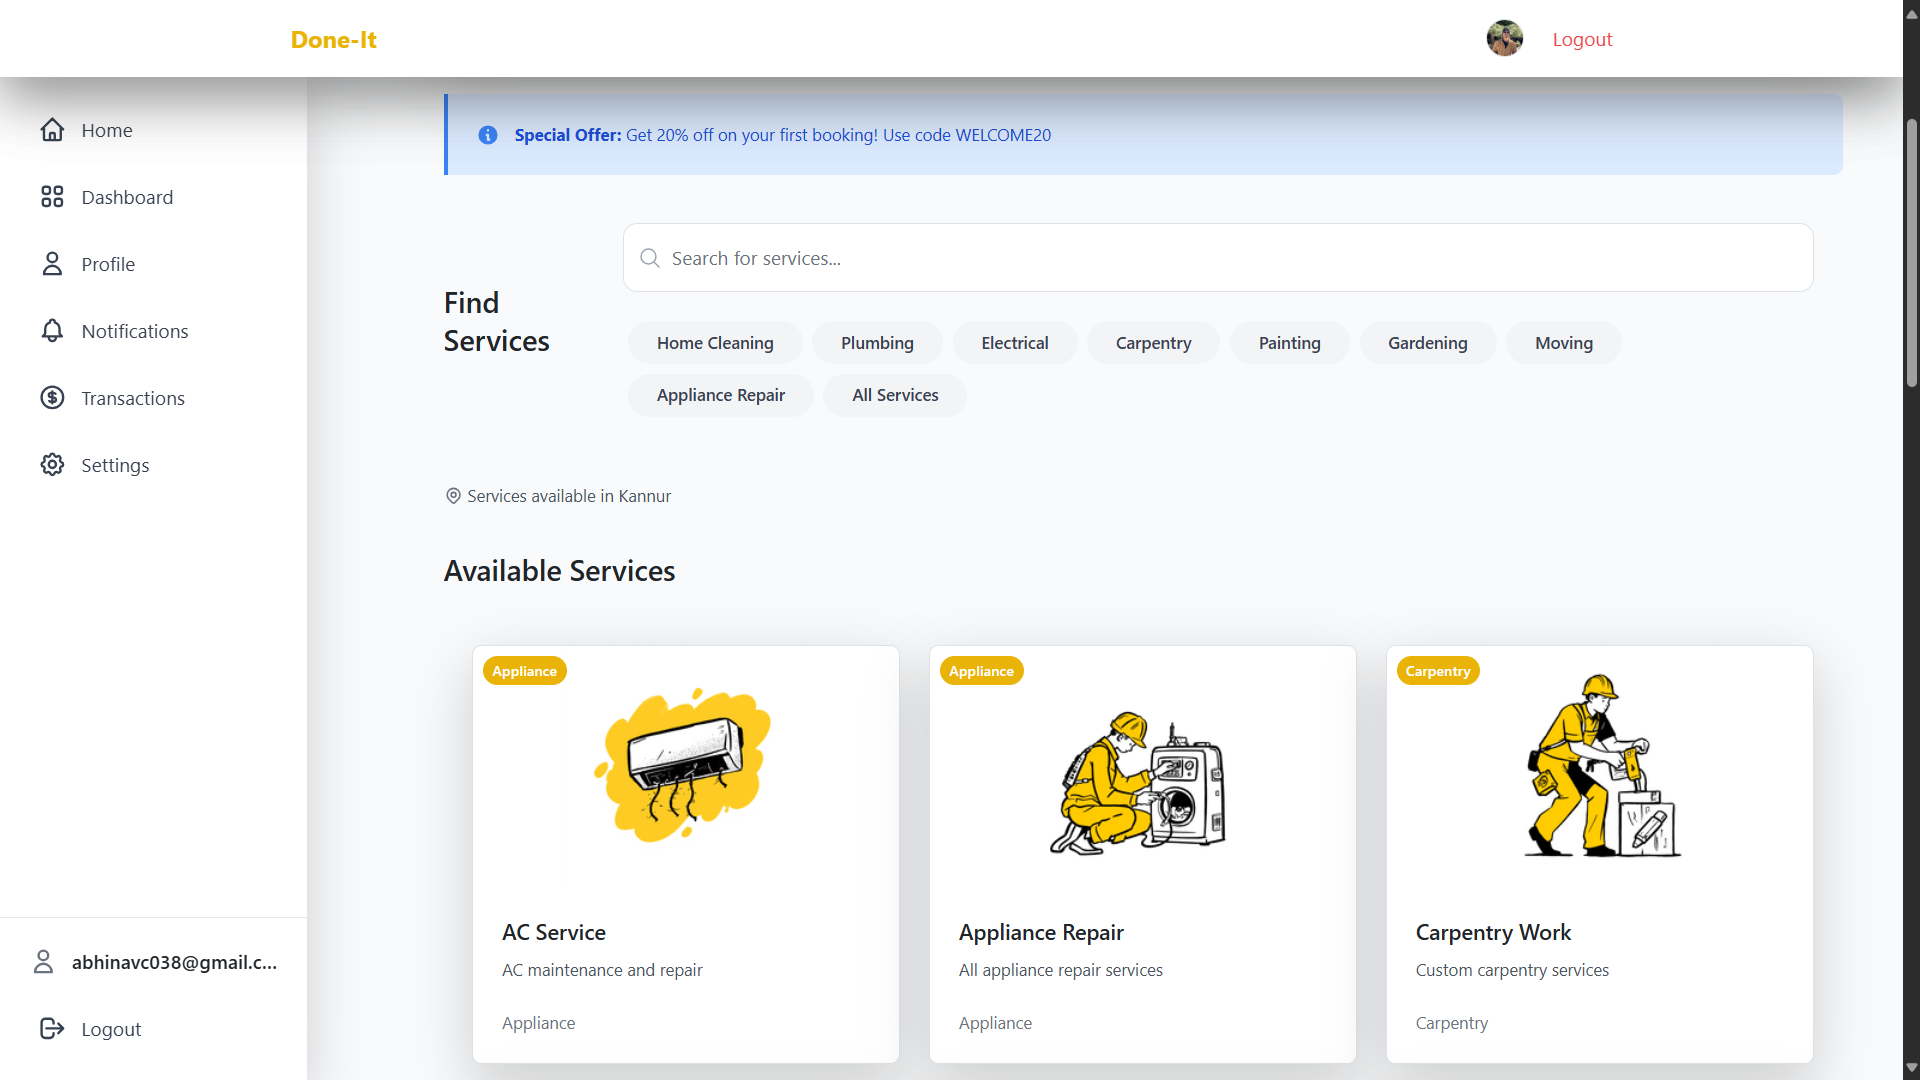 Done-It
Logout
Home
Dashboard
Profile
Notifications
Transactions
Settings
abhinavc038@gmail.c...
Logout
Special Offer: Get 20% off on your first booking! Use code WELCOME20
Find
Services
Search for services...
Home Cleaning
Plumbing
Electrical
Carpentry
Painting
Gardening
Moving
Appliance Repair
All Services
Services available in Kannur
Available Services
Appliance
AC Service
AC maintenance and repair
Appliance
Appliance
Appliance Repair
All appliance repair services
Appliance
Carpentry
Carpentry Work
Custom carpentry services
Carpentry